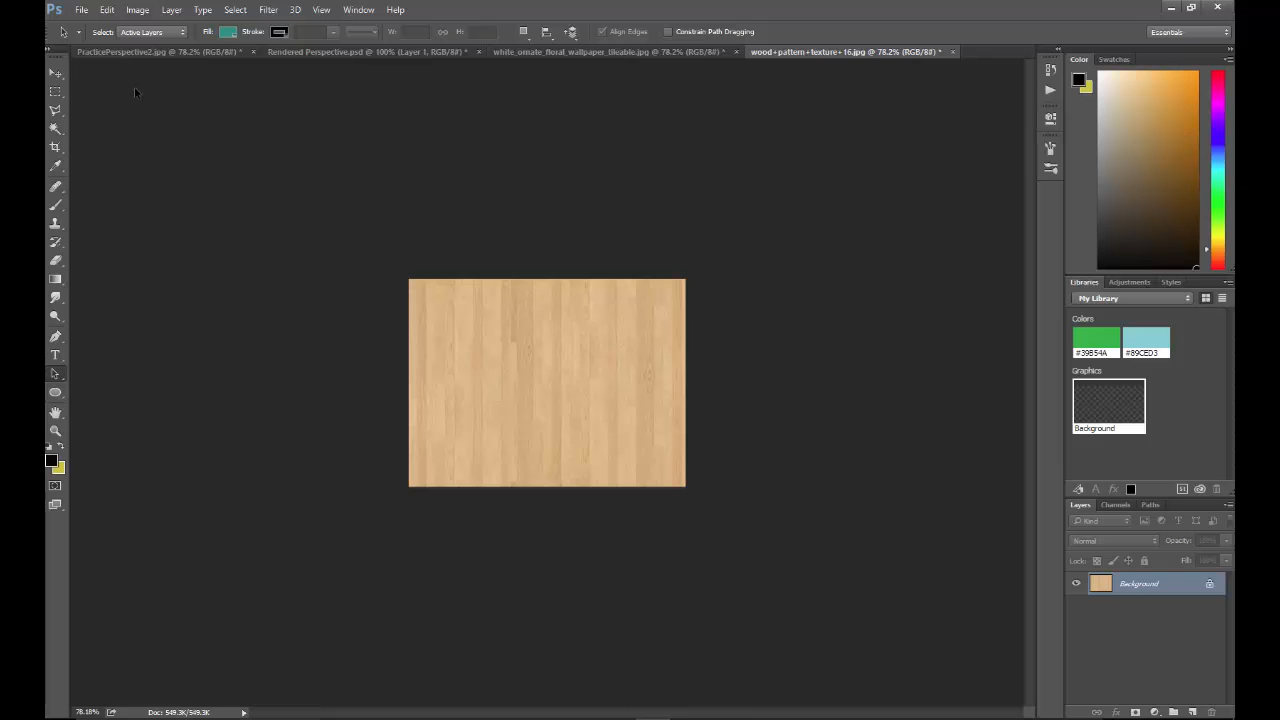 Ps File Edit Image Layer Type Select Filter 3D View Window Help
Select: Active Layers Fill: Stroke: W: H: Align Edges Constrain Path Dragging Essentials
PracticePerspective2.jpg @ 78.2% (RGB/8#) * × Rendered Perspective.psd @ 100% (Layer 1, RGB/8#) * × white_ornate_floral_wallpaper_tileable.jpg @ 78.2% (RGB/8#) * × wood+pattern+texture+16.jpg @ 78.2% (RGB/8#) * ×
Color Swatches
Libraries Adjustments Styles
My Library
Colors
#39B54A #89CED3
Graphics
Background
Layers Channels Paths
Kind
Normal Opacity: 100%
Lock: Fill: 100%
Background
78.18% Doc: 549.3K/549.3K